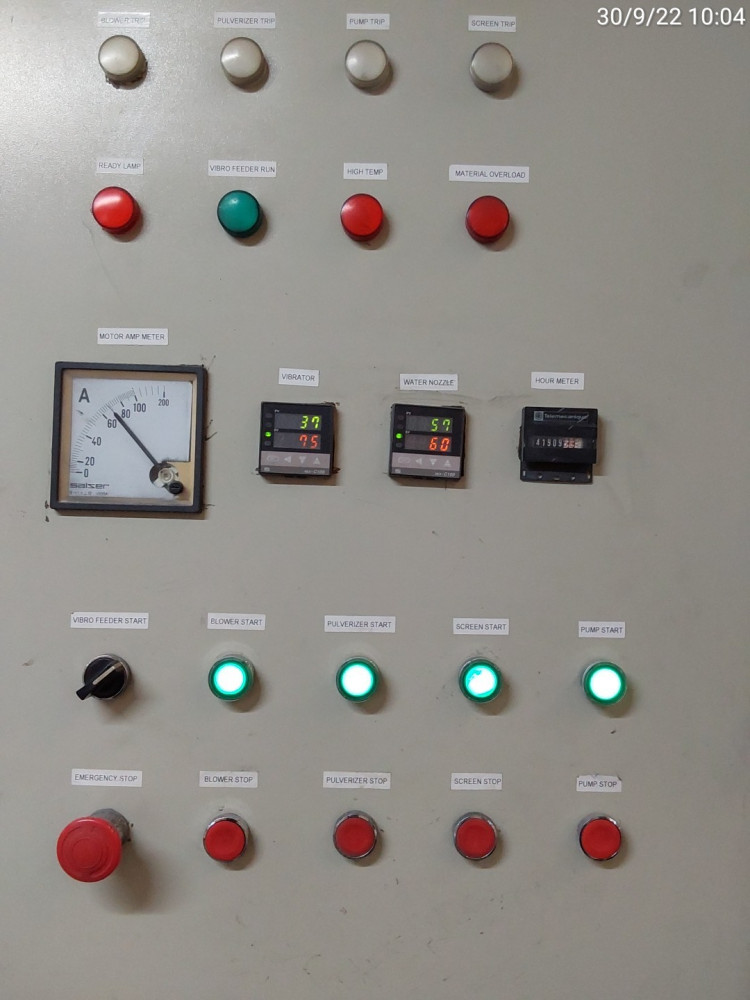 30/9/22 10:04
BLOWER TRIP
PULVERIZER TRIP
PUMP TRIP
SCREEN TRIP
READY LAMP
VIBRO FEEDER RUN
HIGH TEMP
MATERIAL OVERLOAD
MOTOR AMP METER
VIBRATOR
WATER NOZZLE
HOUR METER
A
0
20
40
60
80
100
200
salzer
37
75
57
60
Telemecanique
41909
VIBRO FEEDER START
BLOWER START
PULVERIZER START
SCREEN START
PUMP START
EMERGENCY STOP
BLOWER STOP
PULVERIZER STOP
SCREEN STOP
PUMP STOP